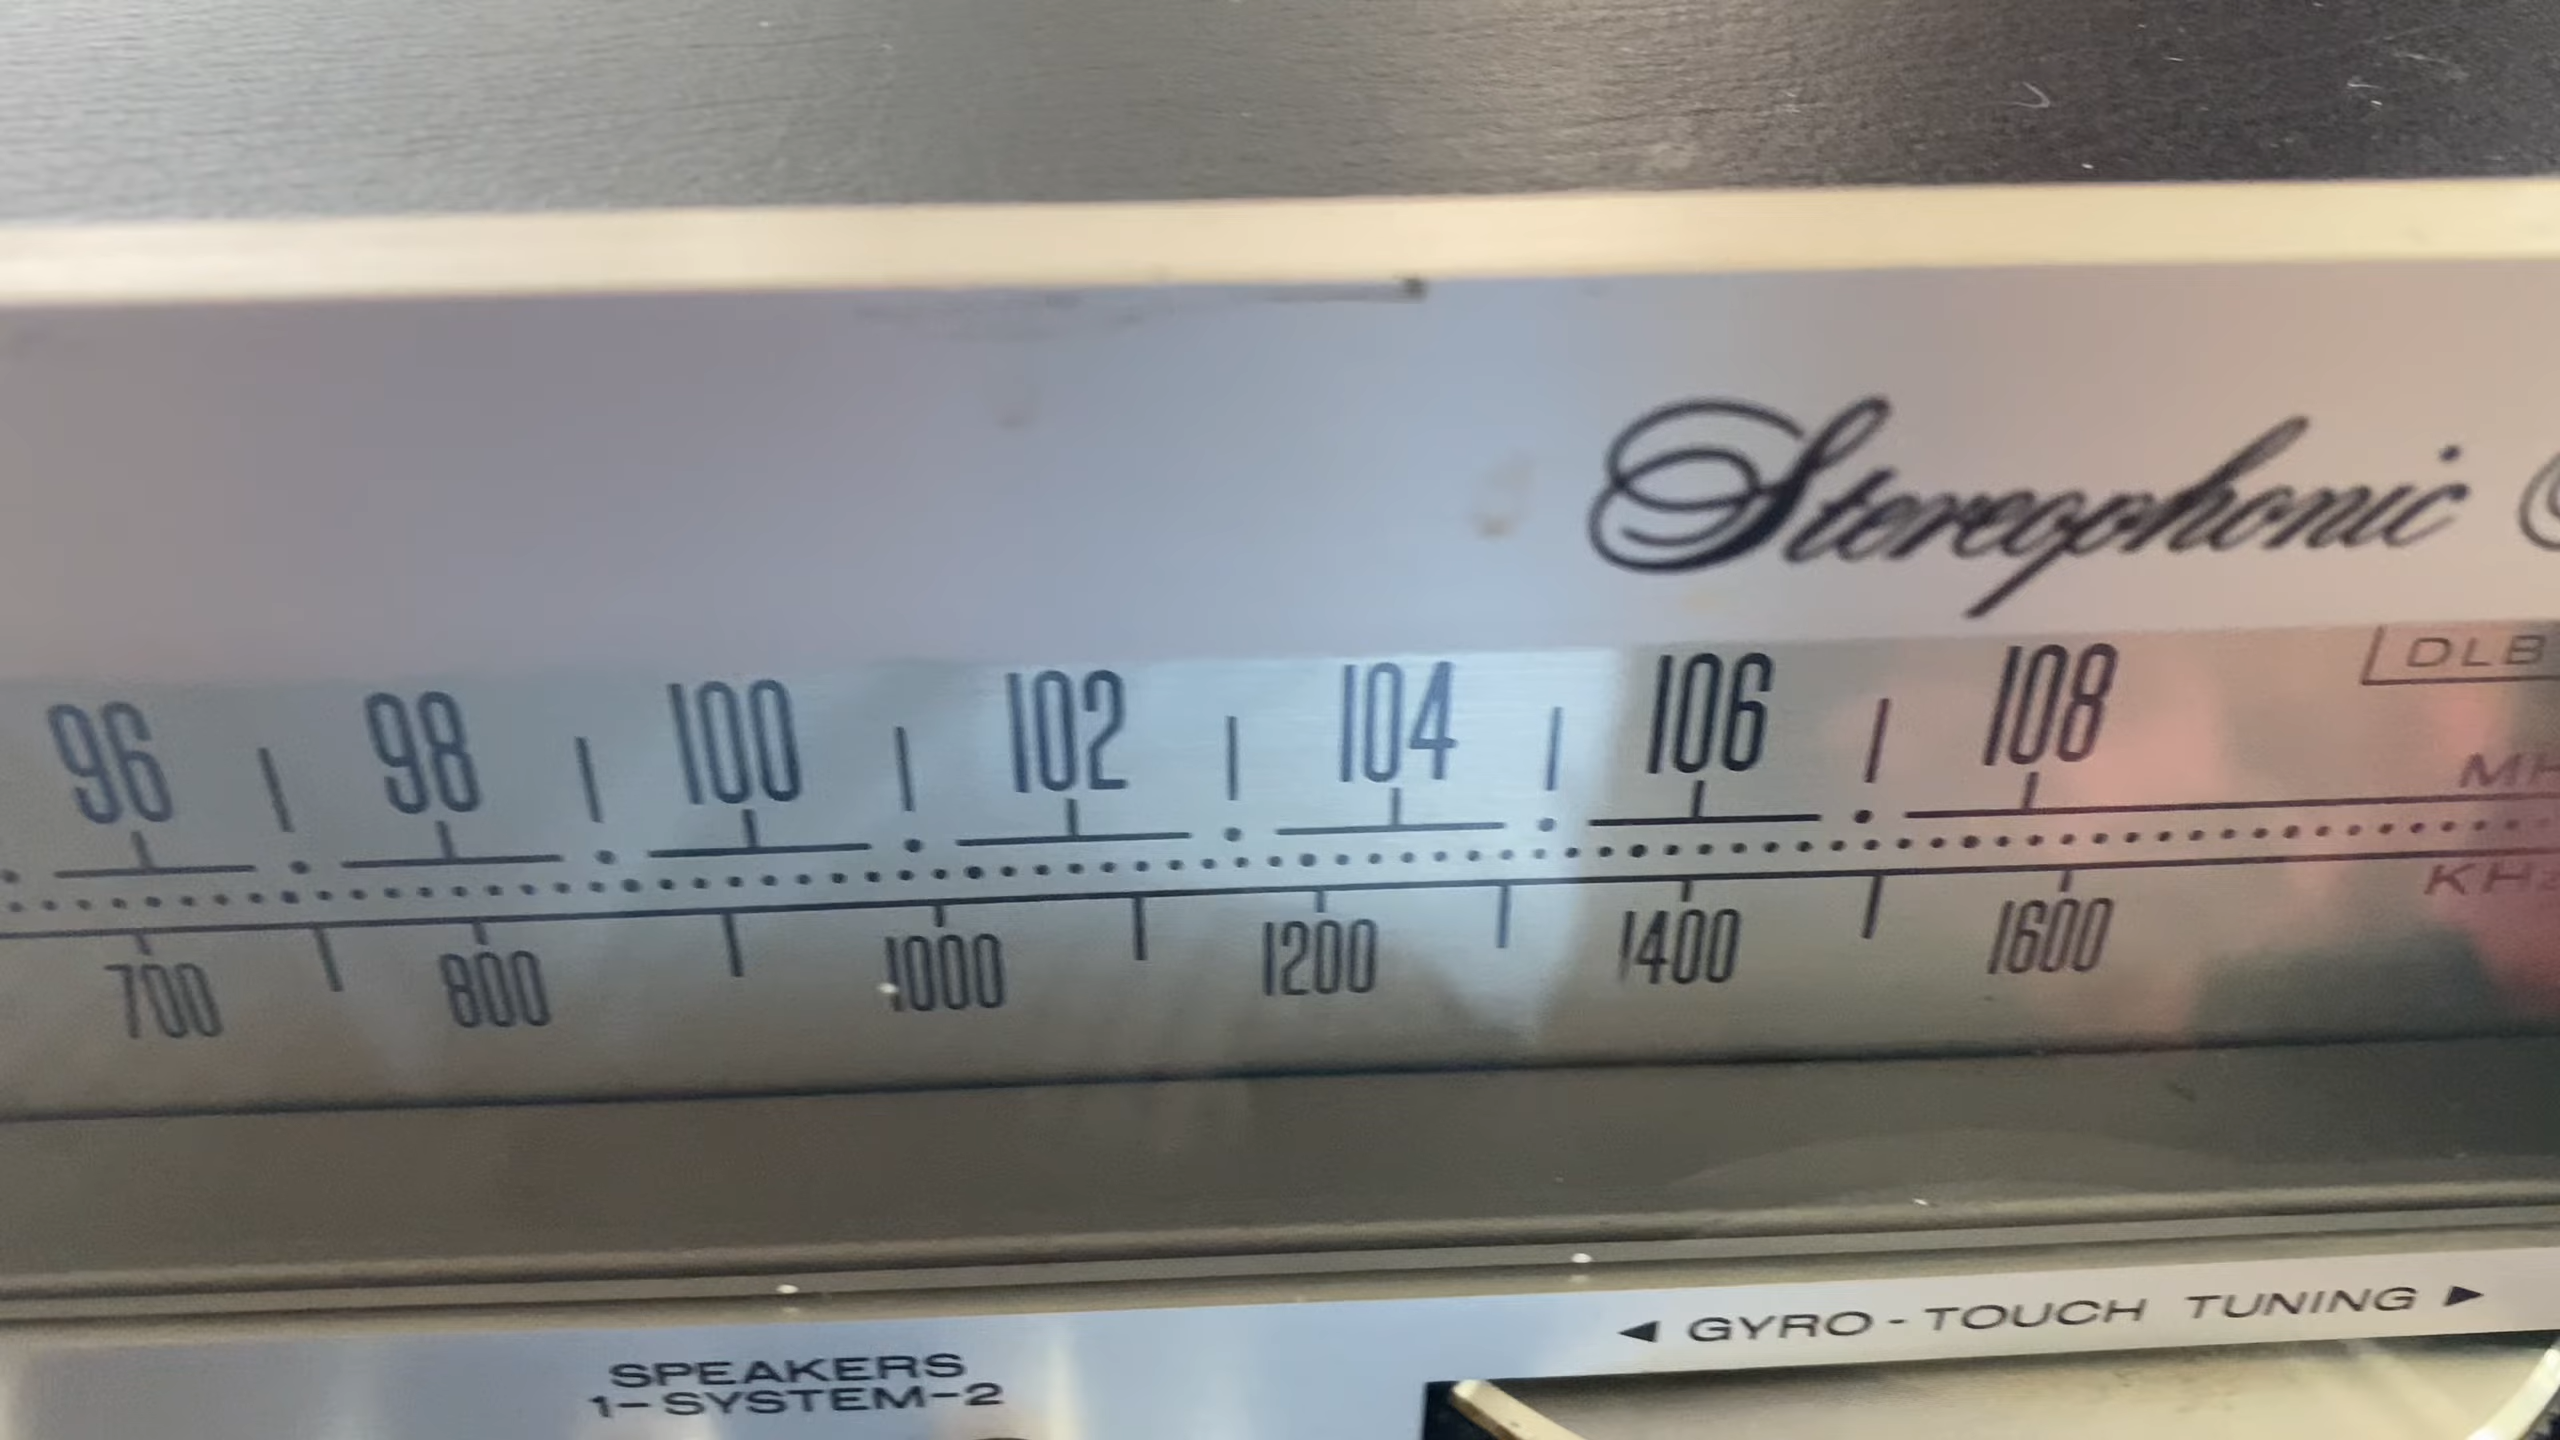 Stereophonic
DLB
96 98 100 102 104 106 108
MH
700 800 1000 1200 1400 1600
KHz
◄ GYRO-TOUCH TUNING ►
SPEAKERS
1-SYSTEM-2